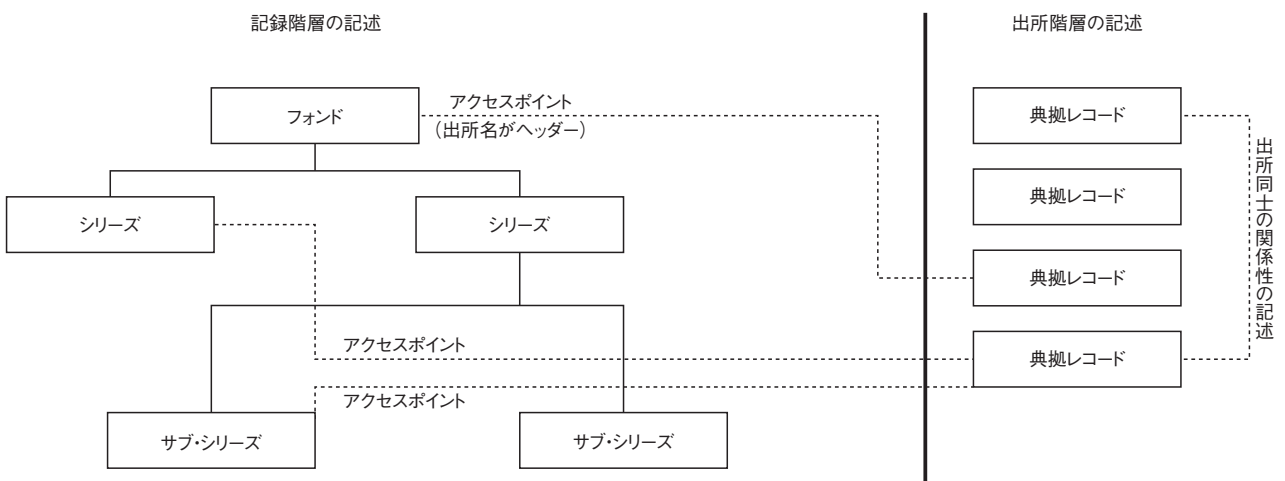 記録階層の記述
出所階層の記述
フォンド
アクセスポイント
（出所名がヘッダー）
典拠レコード
典拠レコード
シリーズ
シリーズ
典拠レコード
アクセスポイント
典拠レコード
アクセスポイント
サブ・シリーズ
サブ・シリーズ
出所同士の関係性の記述